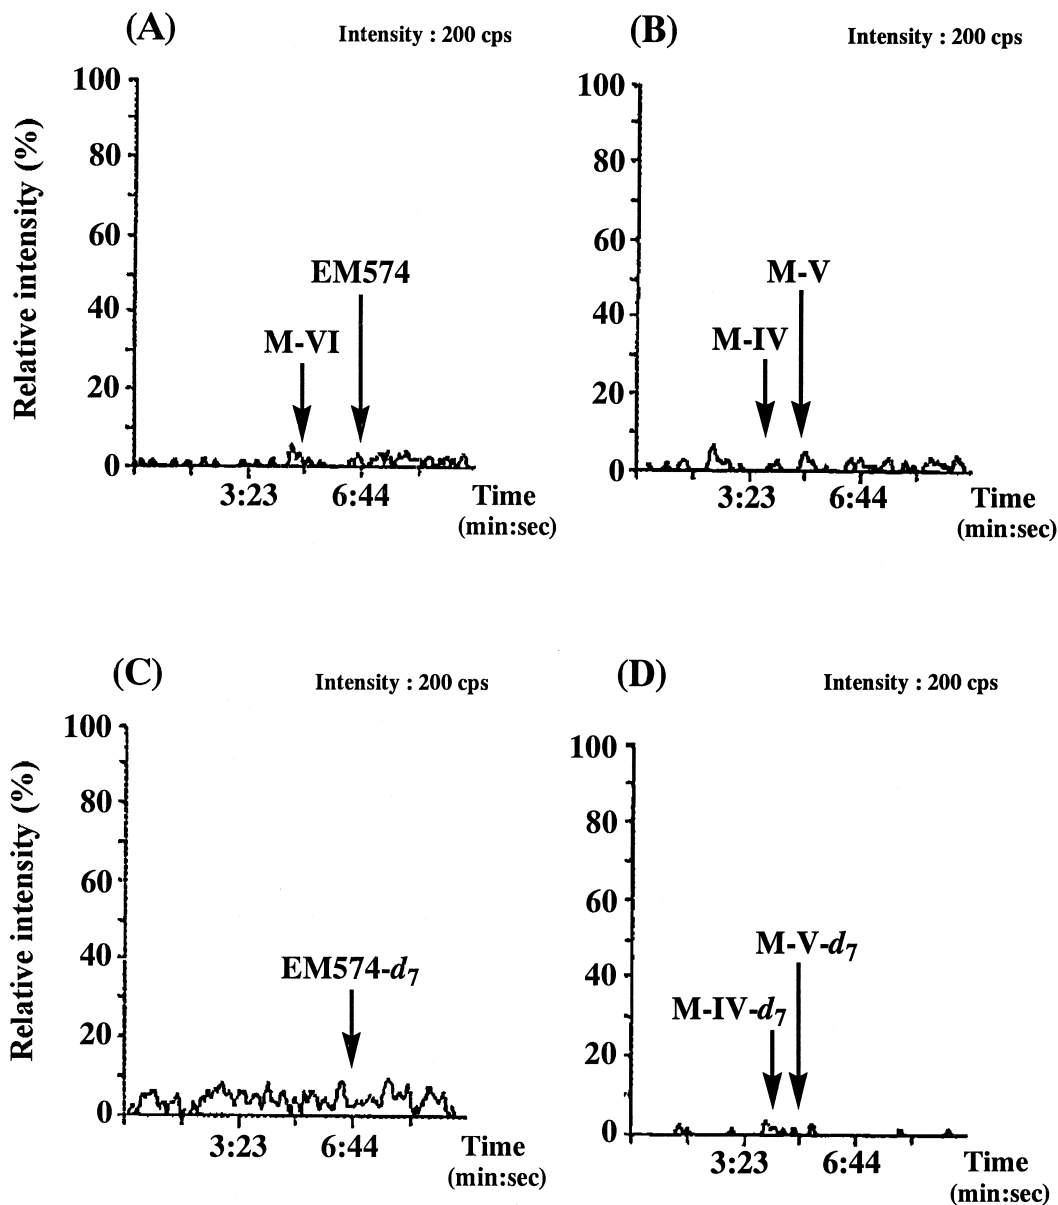 (A)
Intensity : 200 cps
Relative intensity (%)
100
80
60
40
20
0
EM574
M-VI
3:23
6:44
Time
(min:sec)
(B)
Intensity : 200 cps
100
80
60
40
20
0
M-V
M-IV
3:23
6:44
Time
(min:sec)
(C)
Intensity : 200 cps
Relative intensity (%)
100
80
60
40
20
0
EM574-d7
3:23
6:44
Time
(min:sec)
(D)
Intensity : 200 cps
100
80
60
40
20
0
M-V-d7
M-IV-d7
3:23
6:44
Time
(min:sec)